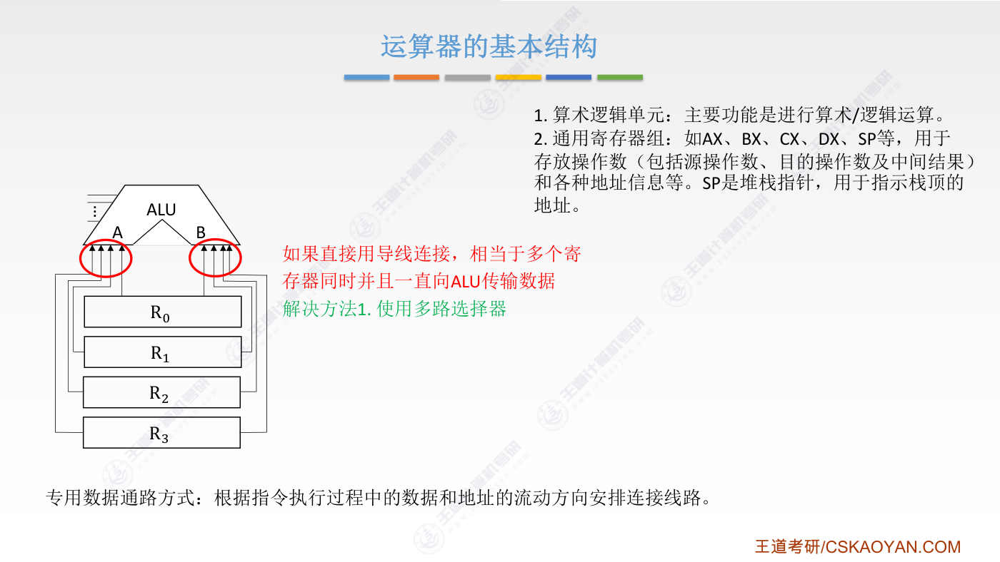 运算器的基本结构
1. 算术逻辑单元：主要功能是进行算术/逻辑运算。
2. 通用寄存器组：如AX、BX、CX、DX、SP等，用于
存放操作数（包括源操作数、目的操作数及中间结果）
和各种地址信息等。SP是堆栈指针，用于指示栈顶的
地址。
ALU
A
B
如果直接用导线连接，相当于多个寄
存器同时并且一直向ALU传输数据
解决方法1. 使用多路选择器
R0
R1
R2
R3
专用数据通路方式：根据指令执行过程中的数据和地址的流动方向安排连接线路。
王道考研/CSKAOYAN.COM